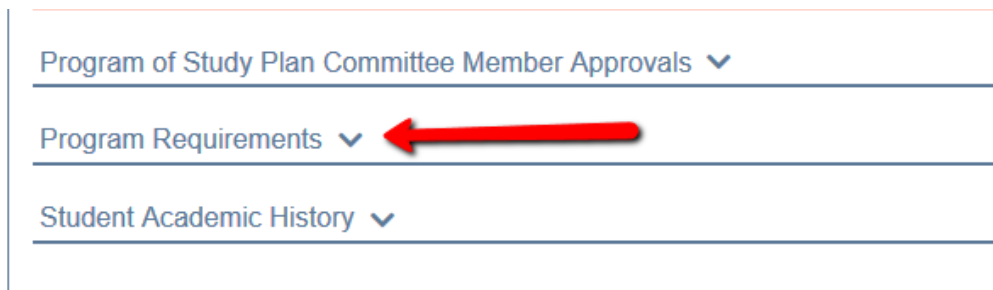 Program of Study Plan Committee Member Approvals
Program Requirements
Student Academic History